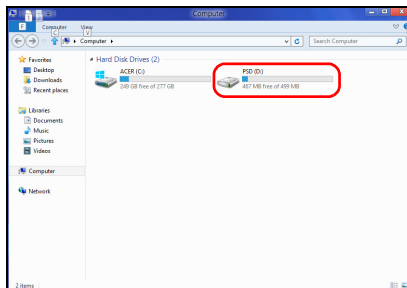 Computer
F
Computer View
C V
Computer
Search Computer
Favorites
Desktop
Downloads
Recent places
Libraries
Documents
Music
Pictures
Videos
Computer
Network
Hard Disk Drives (2)
ACER (C:)
249 GB free of 277 GB
PSD (D:)
467 MB free of 499 MB
2 items